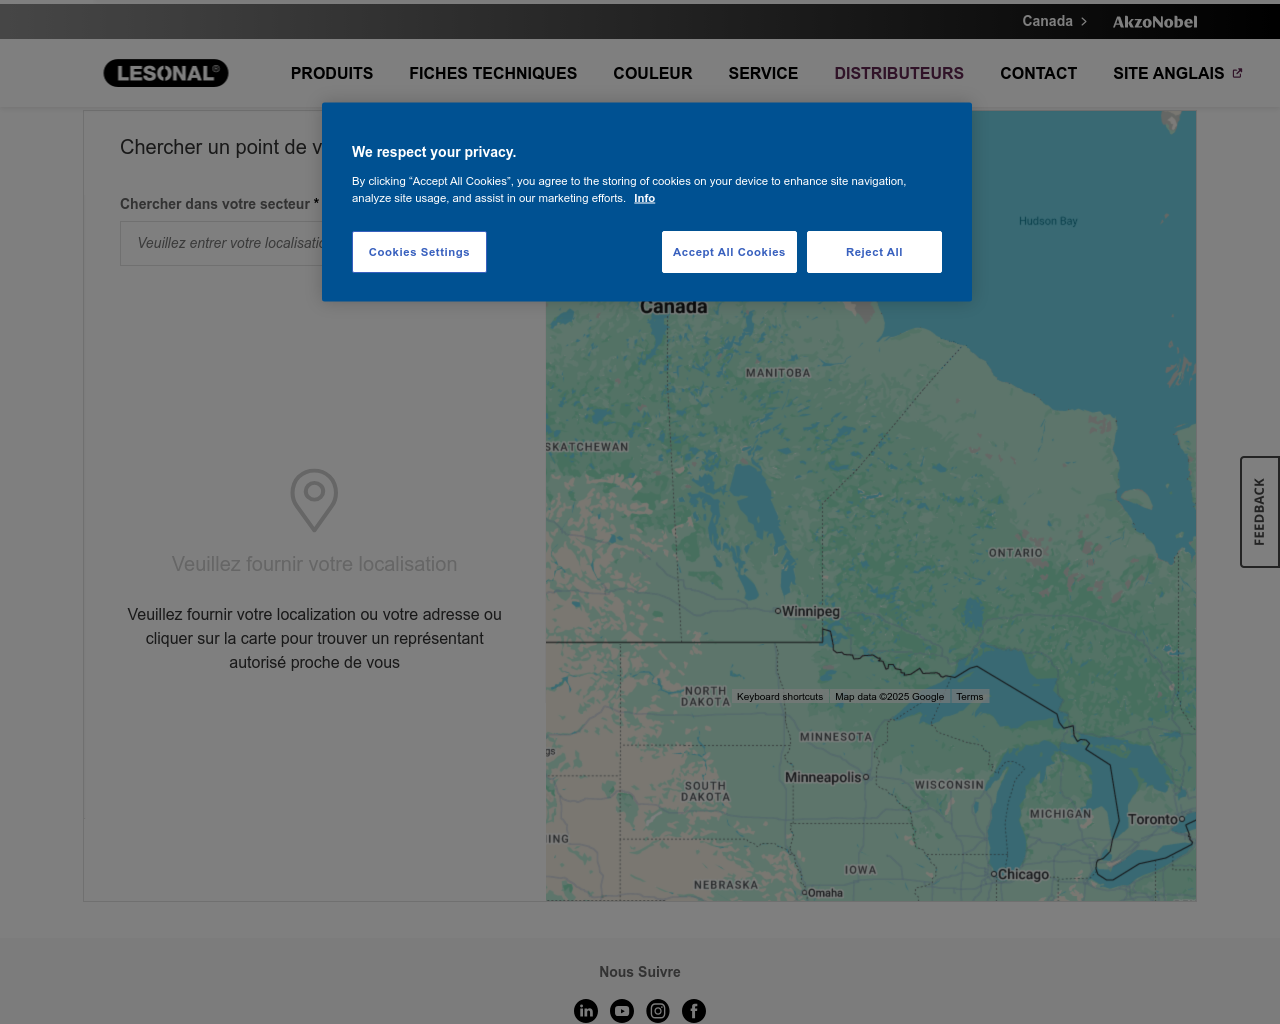 Canada
AkzoNobel
LESONAL®
PRODUITS
FICHES TECHNIQUES
COULEUR
SERVICE
DISTRIBUTEURS
CONTACT
SITE ANGLAIS
Chercher un point de v
We respect your privacy.
By clicking “Accept All Cookies”, you agree to the storing of cookies on your device to enhance site navigation,
analyze site usage, and assist in our marketing efforts. Info
Chercher dans votre secteur *
Veuillez entrer votre localisatio
Cookies Settings
Accept All Cookies
Reject All
Hudson Bay
Canada
MANITOBA
SKATCHEWAN
ONTARIO
Winnipeg
FEEDBACK
Veuillez fournir votre localisation
Veuillez fournir votre localization ou votre adresse ou
cliquer sur la carte pour trouver un représentant
autorisé proche de vous
NORTH
DAKOTA
Keyboard shortcuts
Map data ©2025 Google
Terms
MINNESOTA
gs
Minneapolis
SOUTH
DAKOTA
WISCONSIN
MICHIGAN
Toronto
ING
IOWA
Chicago
NEBRASKA
Omaha
Nous Suivre